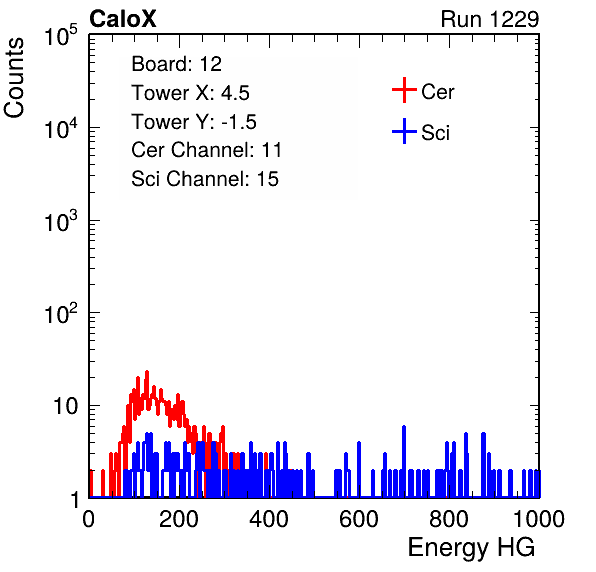 CaloX Run 1229
Counts
10^5
10^4
10^3
10^2
10
1
Board: 12
Tower X: 4.5
Tower Y: -1.5
Cer Channel: 11
Sci Channel: 15
Cer
Sci
0 200 400 600 800 1000
Energy HG